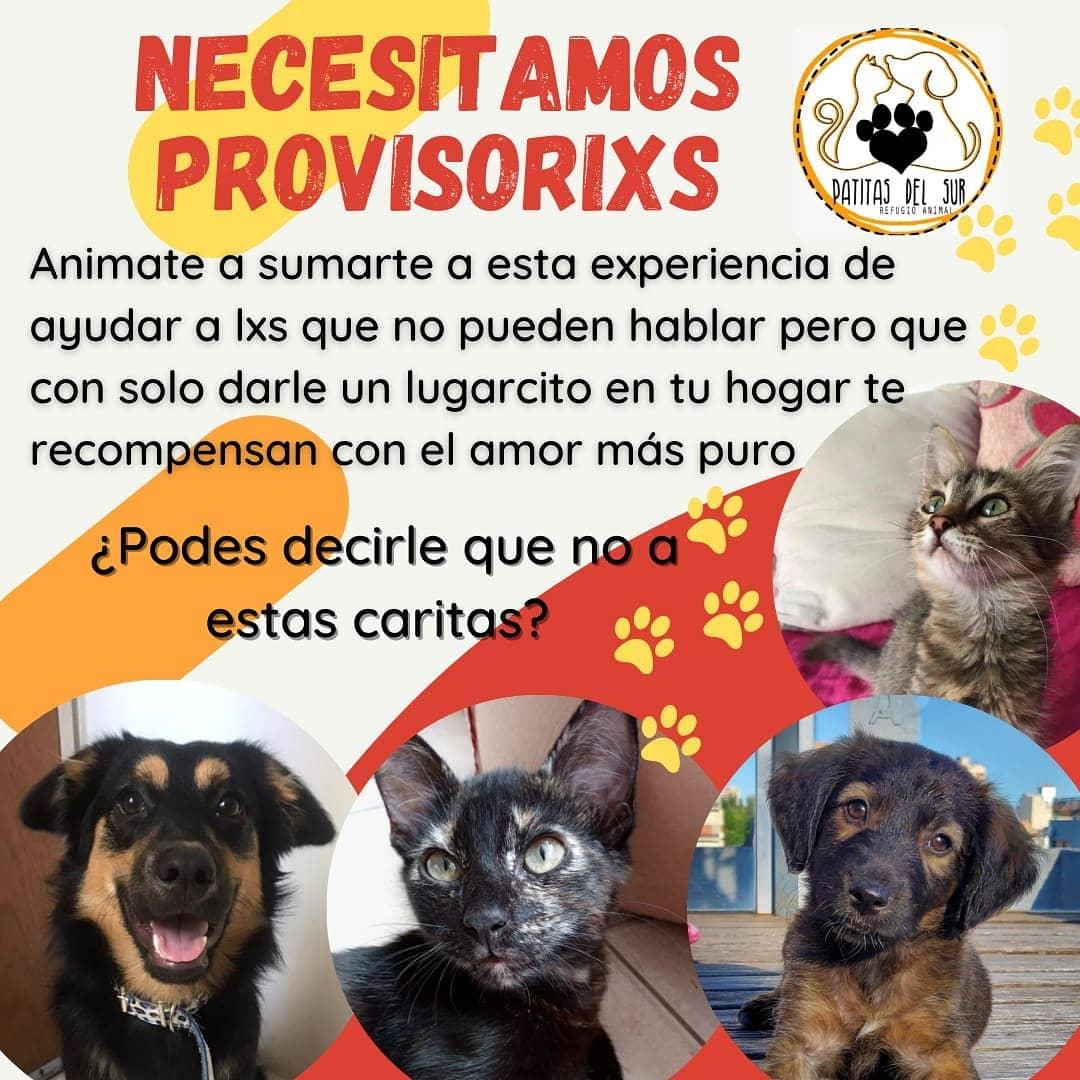 NECESITAMOS
PROVISORIXS
PATITAS DEL SUR
REFUGIO ANIMAL
Animate a sumarte a esta experiencia de
ayudar a lxs que no pueden hablar pero que
con solo darle un lugarcito en tu hogar te
recompensan con el amor más puro
¿Podes decirle que no a
estas caritas?